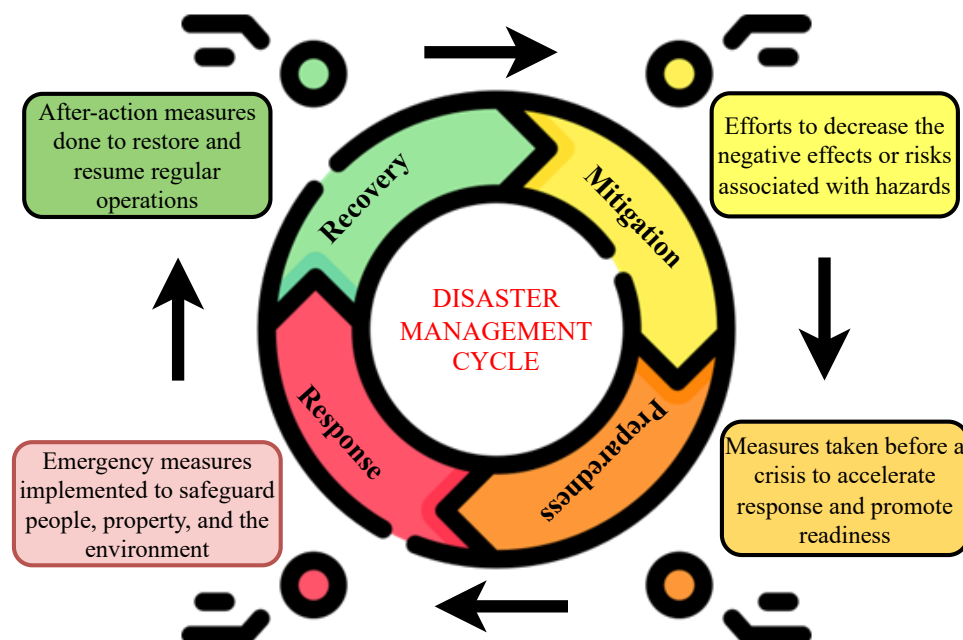 After-action measures
done to restore and
resume regular
operations
Efforts to decrease the
negative effects or risks
associated with hazards
Recovery
Mitigation
DISASTER
MANAGEMENT
CYCLE
Response
Preparedness
Emergency measures
implemented to safeguard
people, property, and the
environment
Measures taken before a
crisis to accelerate
response and promote
readiness